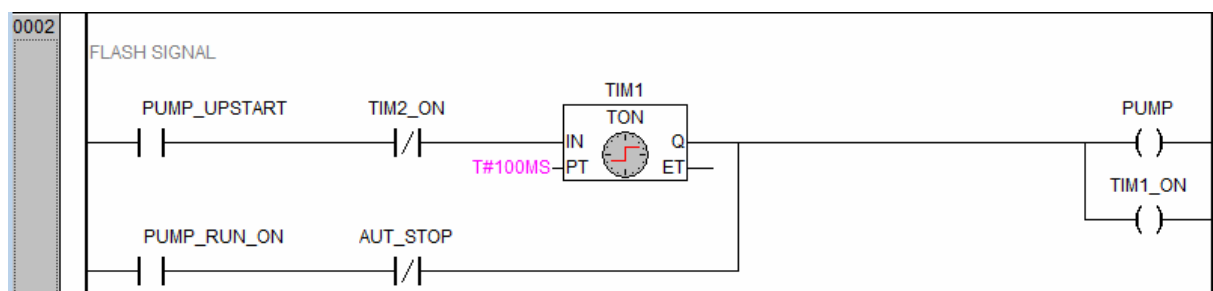 0002
FLASH SIGNAL
TIM1
PUMP_UPSTART TIM2_ON TON PUMP
IN Q
T#100MS PT ET
TIM1_ON
PUMP_RUN_ON AUT_STOP